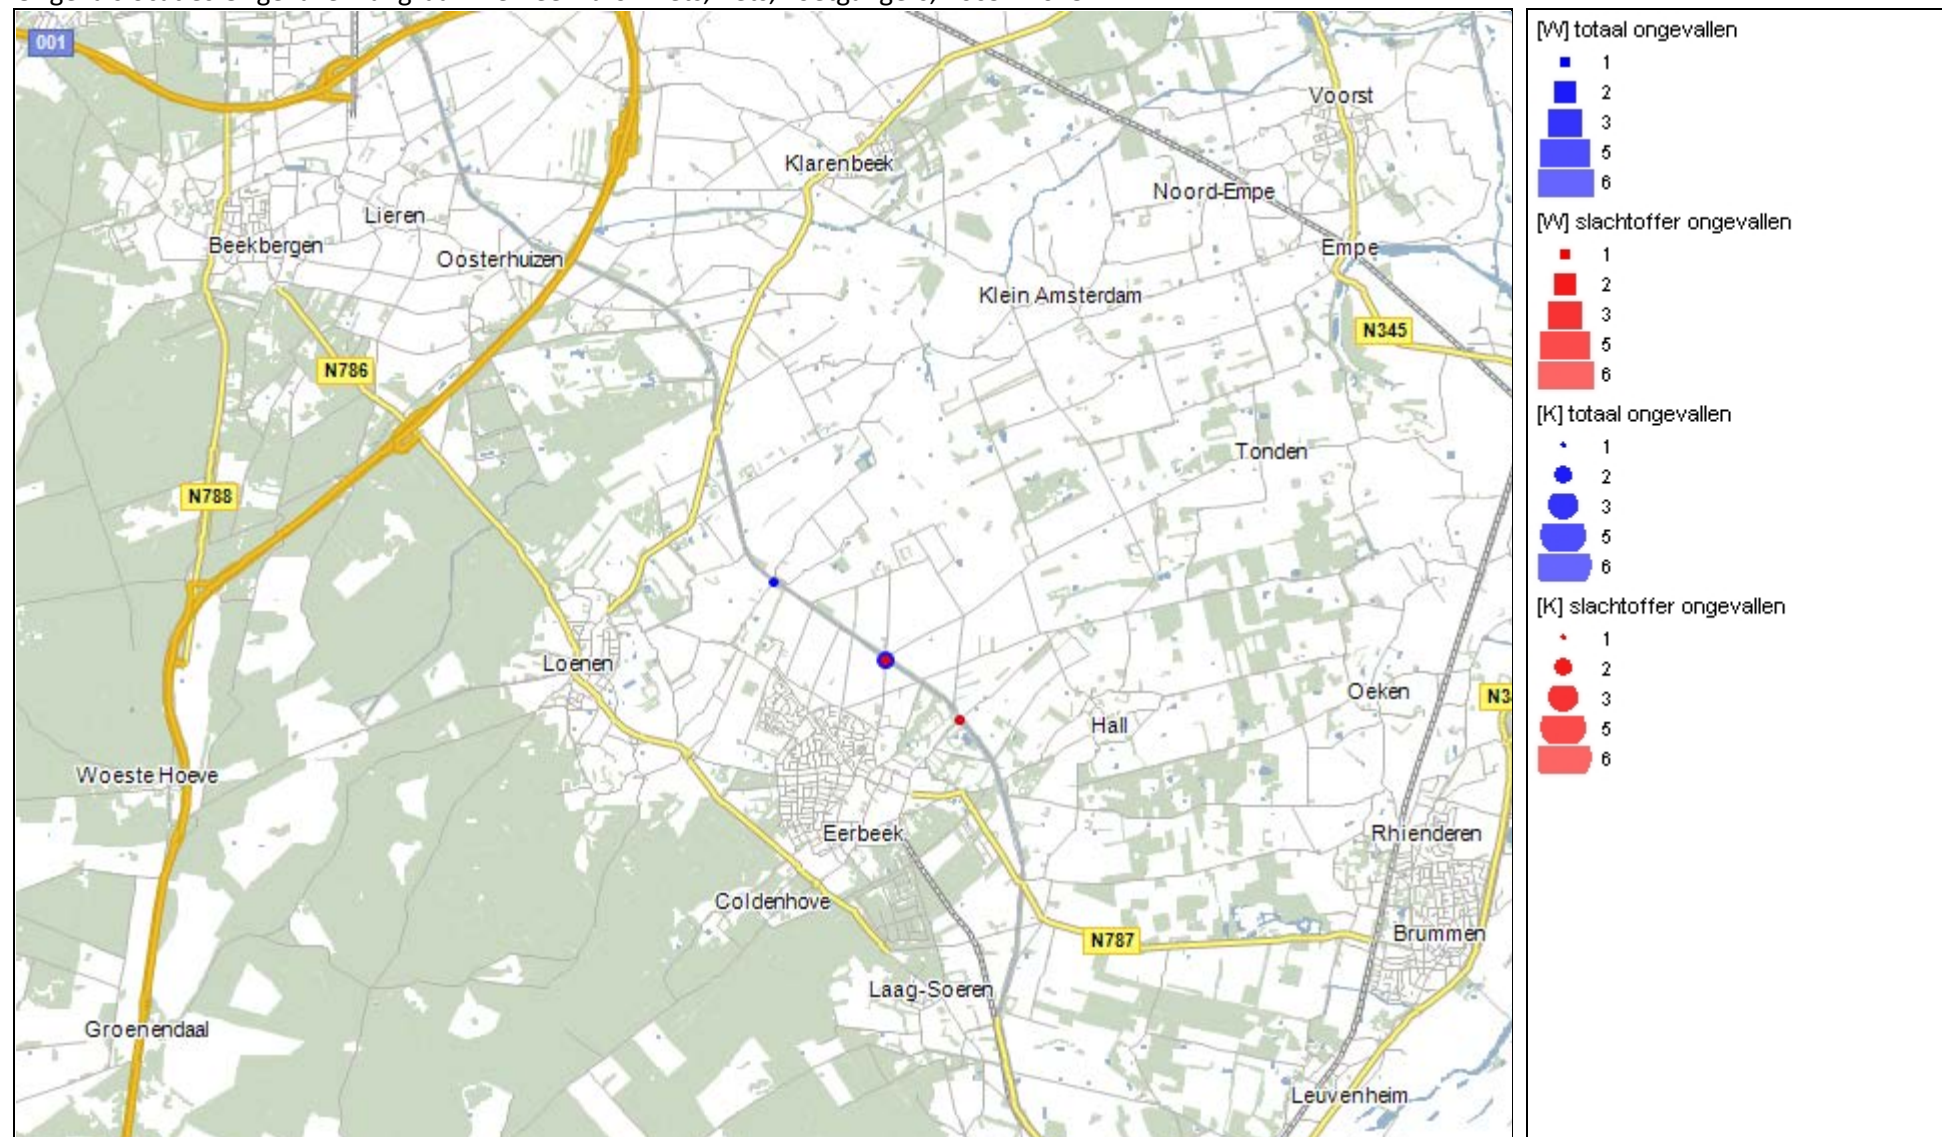 001
Voorst
Klarenbeek
Noord-Empe
Lieren
Beekbergen
Oosterhuizen
Empe
Klein Amsterdam
N345
N786
Tonden
N788
Loenen
Oeken
N3
Hall
Woeste Hoeve
Eerbeek
Rhienderen
Coldenhove
N787
Brummen
Laag-Soeren
Groenendaal
Leuvenheim
[W] totaal ongevallen
1
2
3
5
6
[W] slachtoffer ongevallen
1
2
3
5
6
[K] totaal ongevallen
1
2
3
5
6
[K] slachtoffer ongevallen
1
2
3
5
6